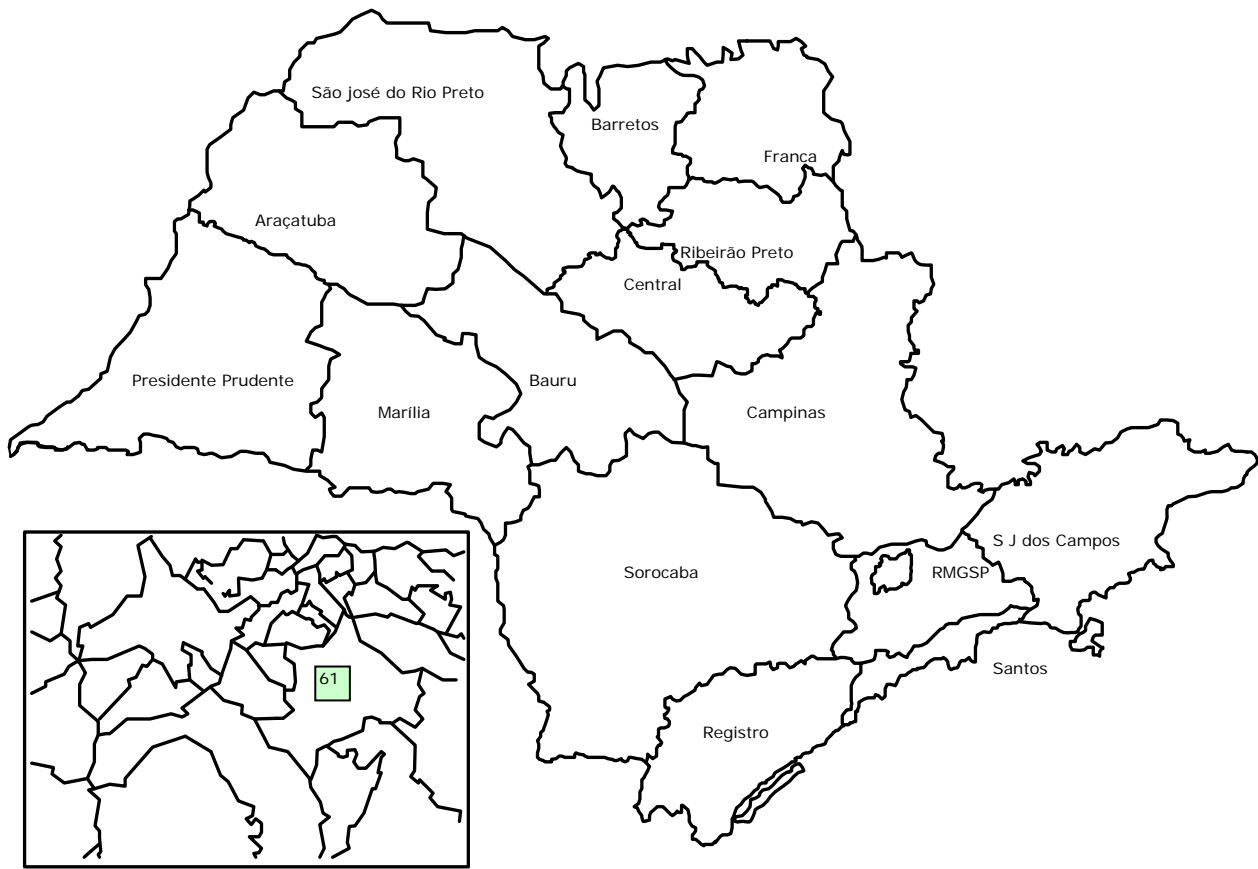 São josé do Rio Preto
Barretos
Franca
Araçatuba
Ribeirão Preto
Central
Presidente Prudente
Marília
Bauru
Campinas
S J dos Campos
Sorocaba
RMGSP
Santos
61
Registro